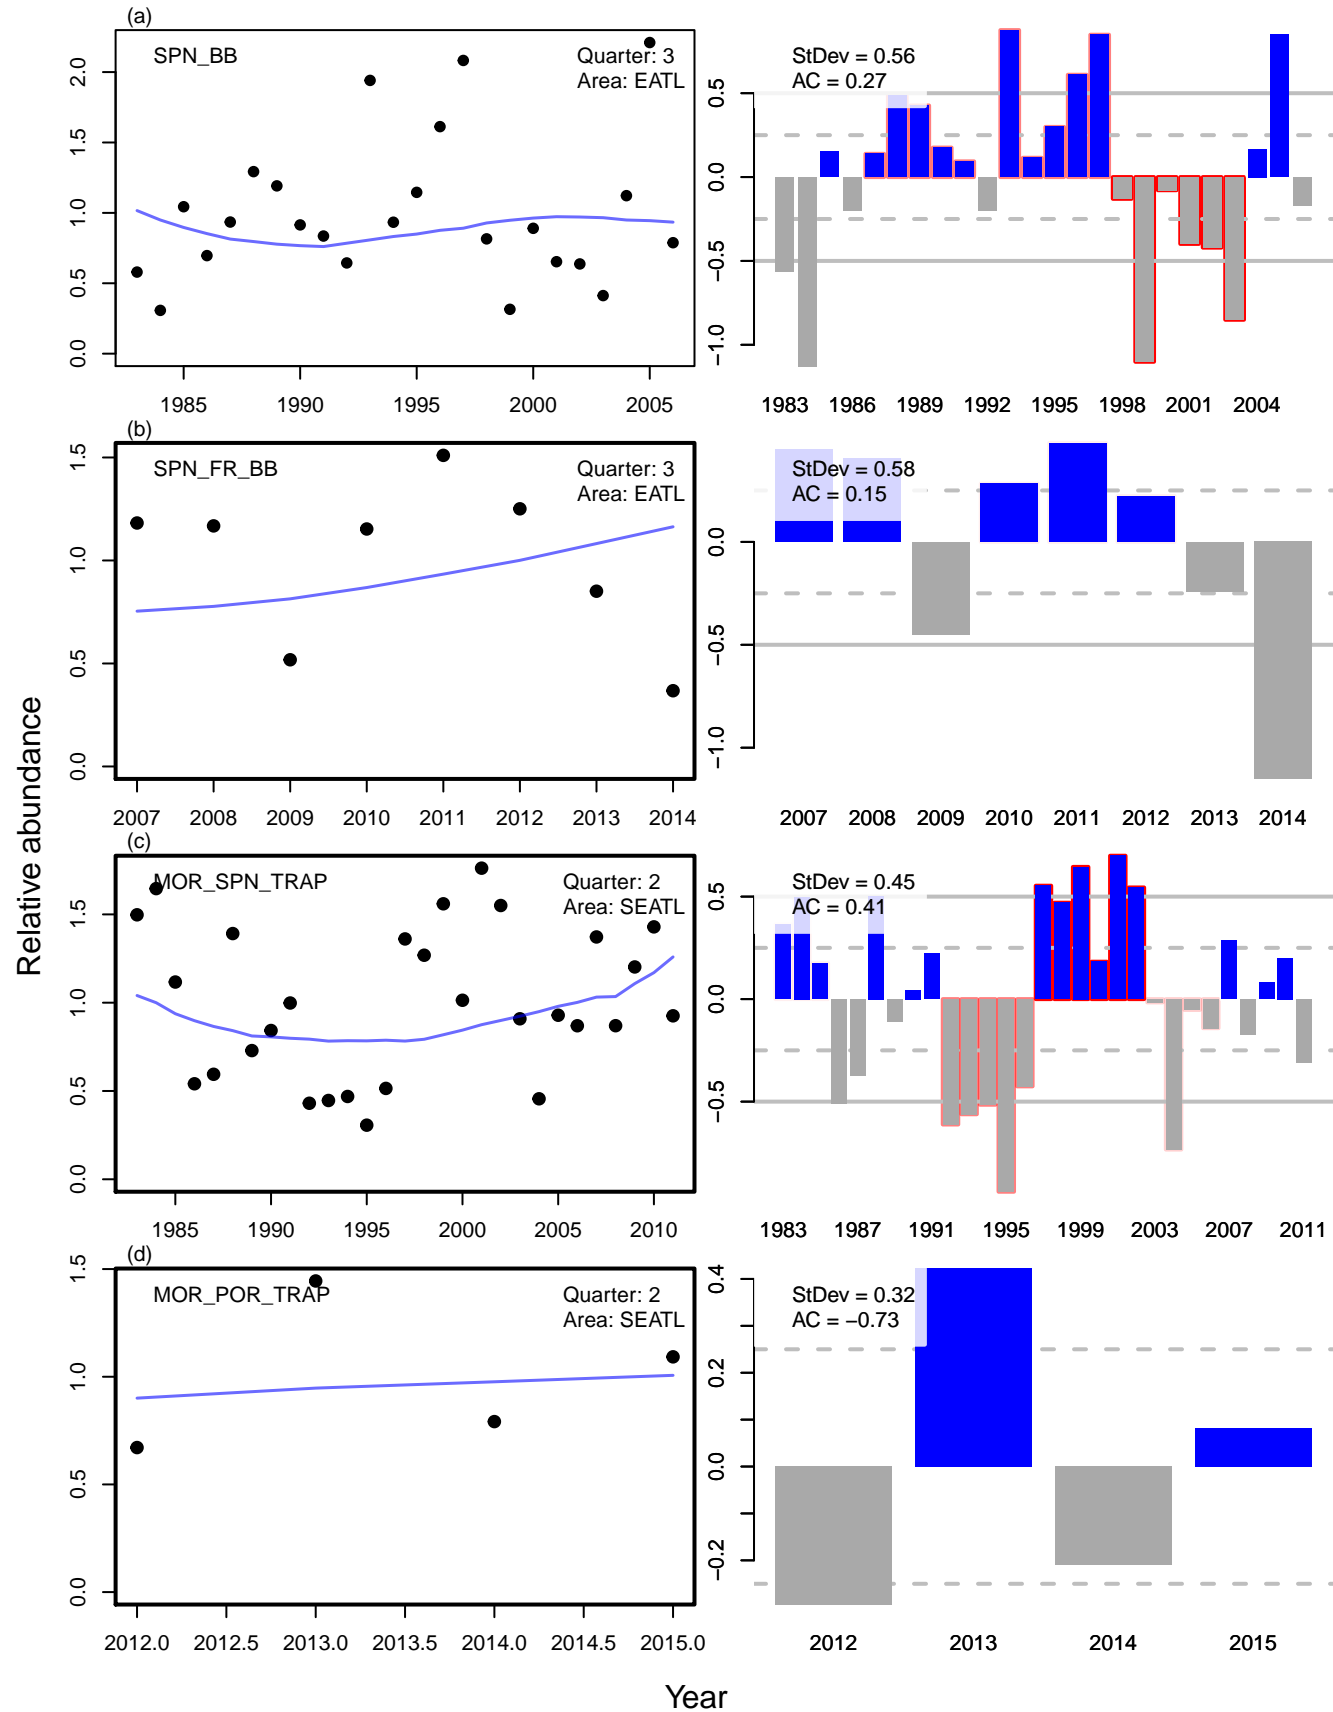 (a)
SPN_BB
Quarter: 3
Area: EATL
0.0 0.5 1.0 1.5 2.0
1985 1990 1995 2000 2005
StDev = 0.56
AC = 0.27
−1.0 −0.5 0.0 0.5
1983 1986 1989 1992 1995 1998 2001 2004
(b)
SPN_FR_BB
Quarter: 3
Area: EATL
0.0 0.5 1.0 1.5
2007 2008 2009 2010 2011 2012 2013 2014
StDev = 0.58
AC = 0.15
−1.0 −0.5 0.0
2007 2008 2009 2010 2011 2012 2013 2014
Relative abundance
(c)
MOR_SPN_TRAP
Quarter: 2
Area: SEATL
0.0 0.5 1.0 1.5
1985 1990 1995 2000 2005 2010
StDev = 0.45
AC = 0.41
−0.5 0.0 0.5
1983 1987 1991 1995 1999 2003 2007 2011
(d)
MOR_POR_TRAP
Quarter: 2
Area: SEATL
0.0 0.5 1.0 1.5
2012.0 2012.5 2013.0 2013.5 2014.0 2014.5 2015.0
StDev = 0.32
AC = −0.73
−0.2 0.0 0.2 0.4
2012 2013 2014 2015
Year